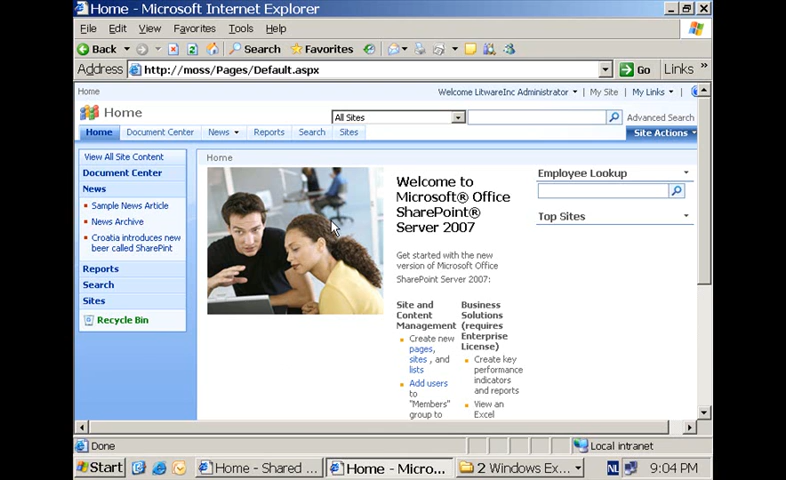 Home - Microsoft Internet Explorer
File Edit View Favorites Tools Help
Back Search Favorites
Address http://moss/Pages/Default.aspx Go Links »
Home Welcome LitwareInc Administrator My Site My Links
Home All Sites Advanced Search
Home Document Center News Reports Search Sites Site Actions
View All Site Content
Document Center
News
Sample News Article
News Archive
Croatia introduces new
beer called SharePint
Reports
Search
Sites
Recycle Bin
Home
Welcome to
Microsoft® Office
SharePoint®
Server 2007
Get started with the new
version of Microsoft Office
SharePoint Server 2007:
Site and
Content
Management
Create new
pages,
sites , and
lists
Add users
to
"Members"
group to
Business
Solutions
(requires
Enterprise
License)
Create key
performance
indicators
and reports
View an
Excel
Employee Lookup
Top Sites
Done Local intranet
Start Home - Shared ... Home - Micro... 2 Windows Ex... NL 9:04 PM